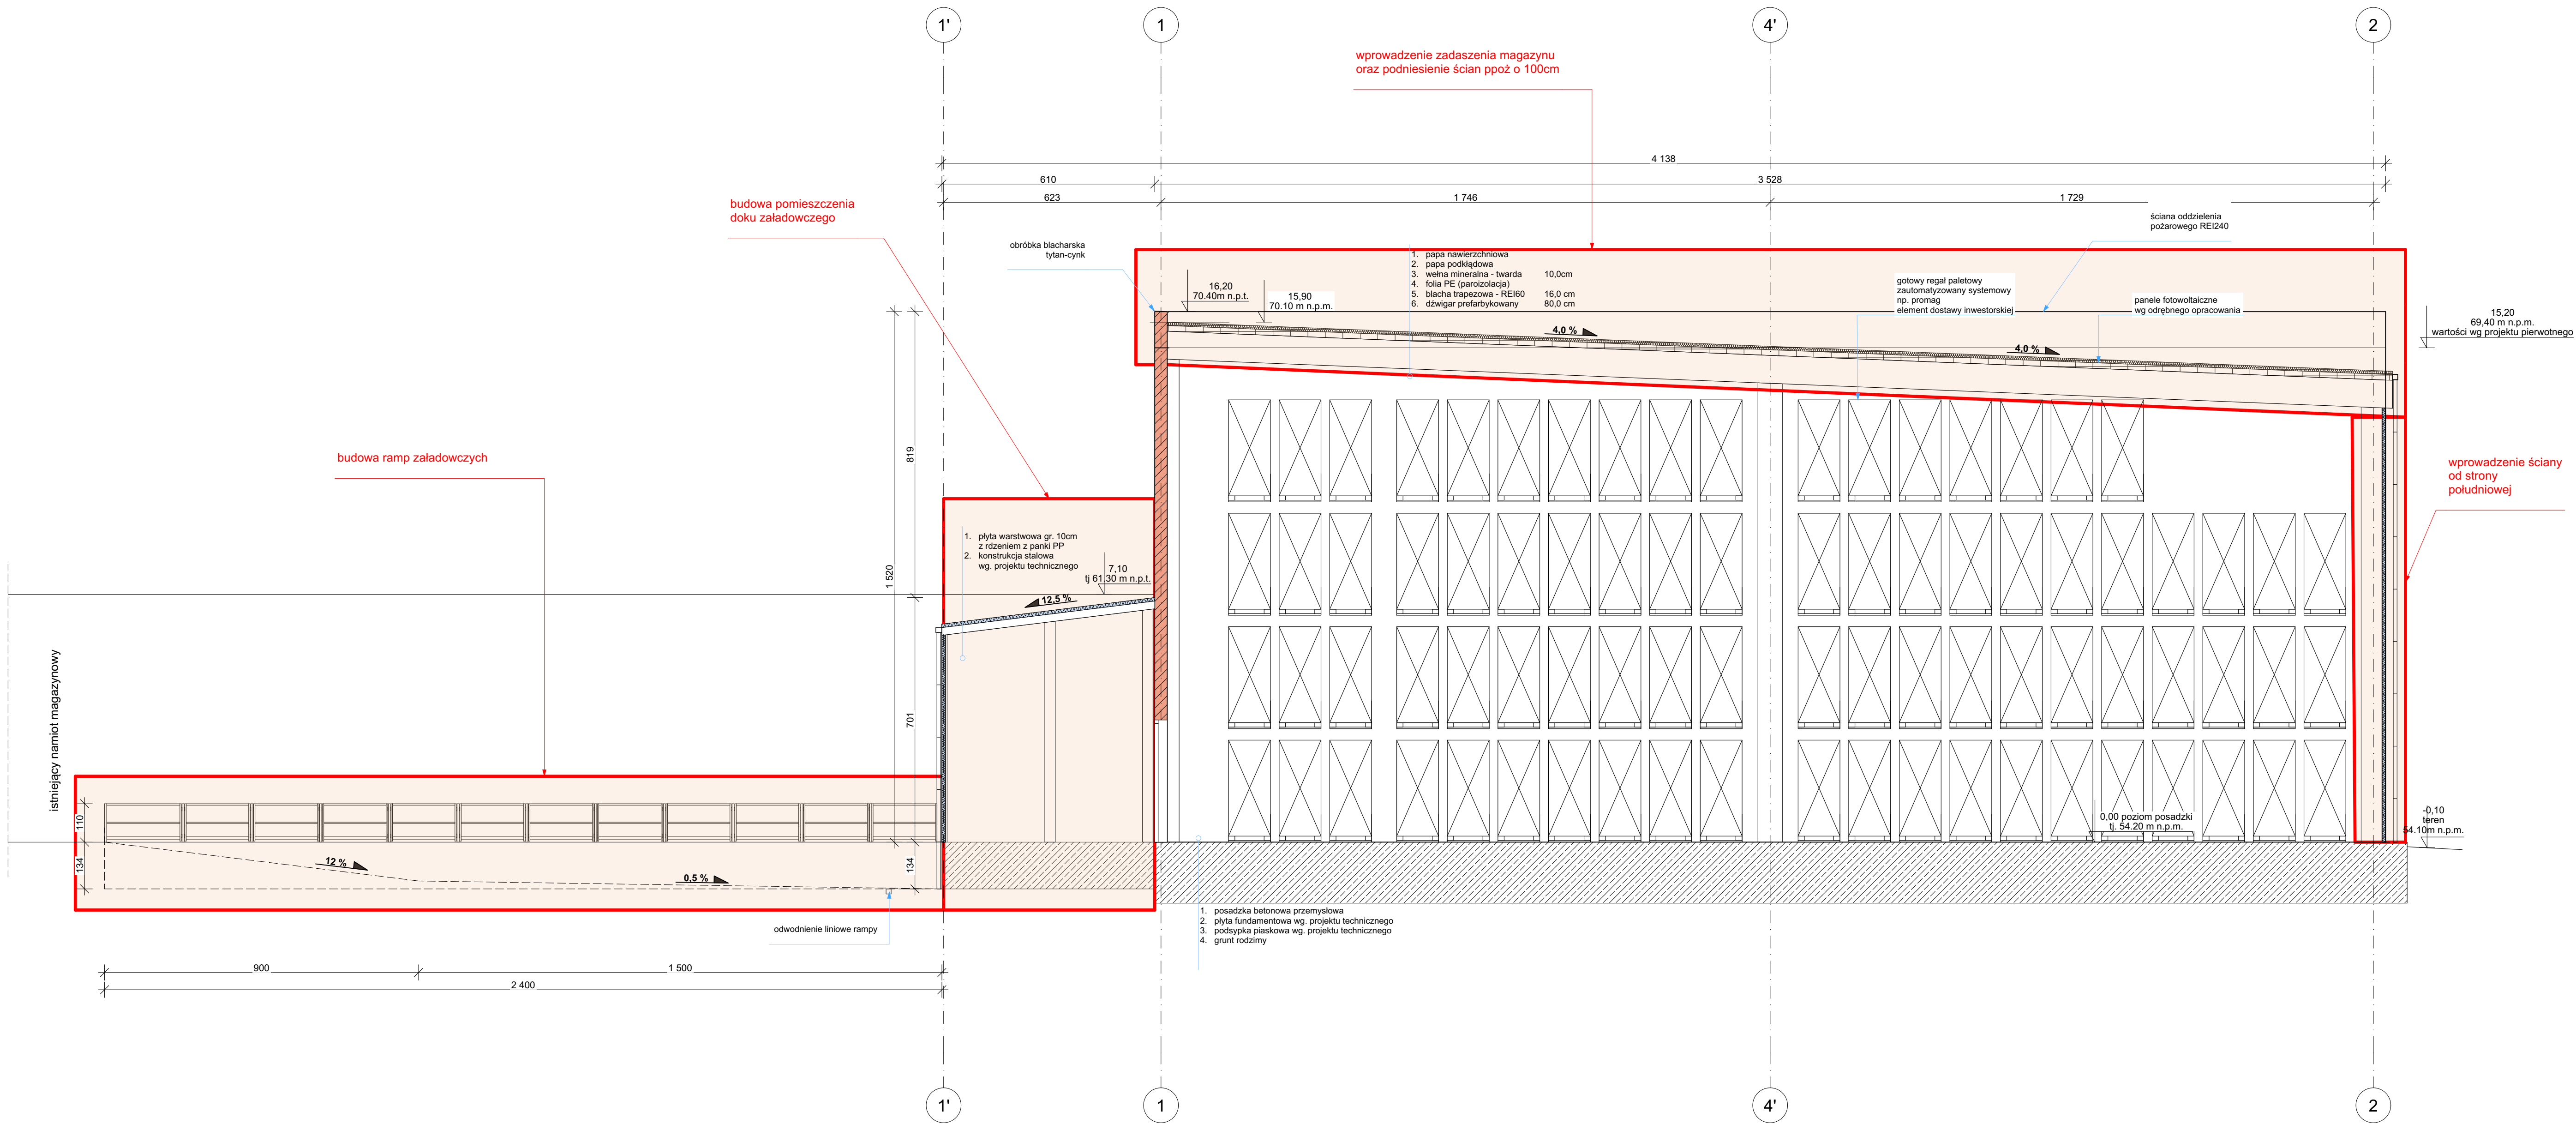 1'
1
4'
2
wprowadzenie zadaszenia magazynu
oraz podniesienie ścian ppoż o 100cm
4 138
610
3 528
623
1 746
1 729
budowa pomieszczenia
doku załadowczego
ściana oddzielenia
pożarowego REI240
obróbka blacharska
tytan-cynk
1. papa nawierzchniowa
2. papa podkłądowa
3. wełna mineralna - twarda 10,0cm
4. folia PE (paroizolacja)
5. blacha trapezowa - REI60 16,0 cm
6. dźwigar prefarbykowany 80,0 cm
16,20
70.40m n.p.t.
15,90
70.10 m n.p.m.
gotowy regał paletowy
zautomatyzowany systemowy
np. promag
element dostawy inwestorskiej
panele fotowoltaiczne
wg odrębnego opracowania
15,20
69,40 m n.p.m.
wartości wg projektu pierwotnego
4,0 %
4,0 %
819
budowa ramp załadowczych
wprowadzenie ściany
od strony
południowej
1. płyta warstwowa gr. 10cm
z rdzeniem z panki PP
2. konstrukcja stalowa
wg. projektu technicznego
7,10
tj 61,30 m n.p.t.
1 520
12,5 %
istniejący namiot magazynowy
701
110
134
134
12 %
0,5 %
0,00 poziom posadzki
tj. 54.20 m n.p.m.
-0,10
teren
54.10m n.p.m.
odwodnienie liniowe rampy
1. posadzka betonowa przemysłowa
2. płyta fundamentowa wg. projektu technicznego
3. podsypka piaskowa wg. projektu technicznego
4. grunt rodzimy
900
1 500
2 400
1'
1
4'
2